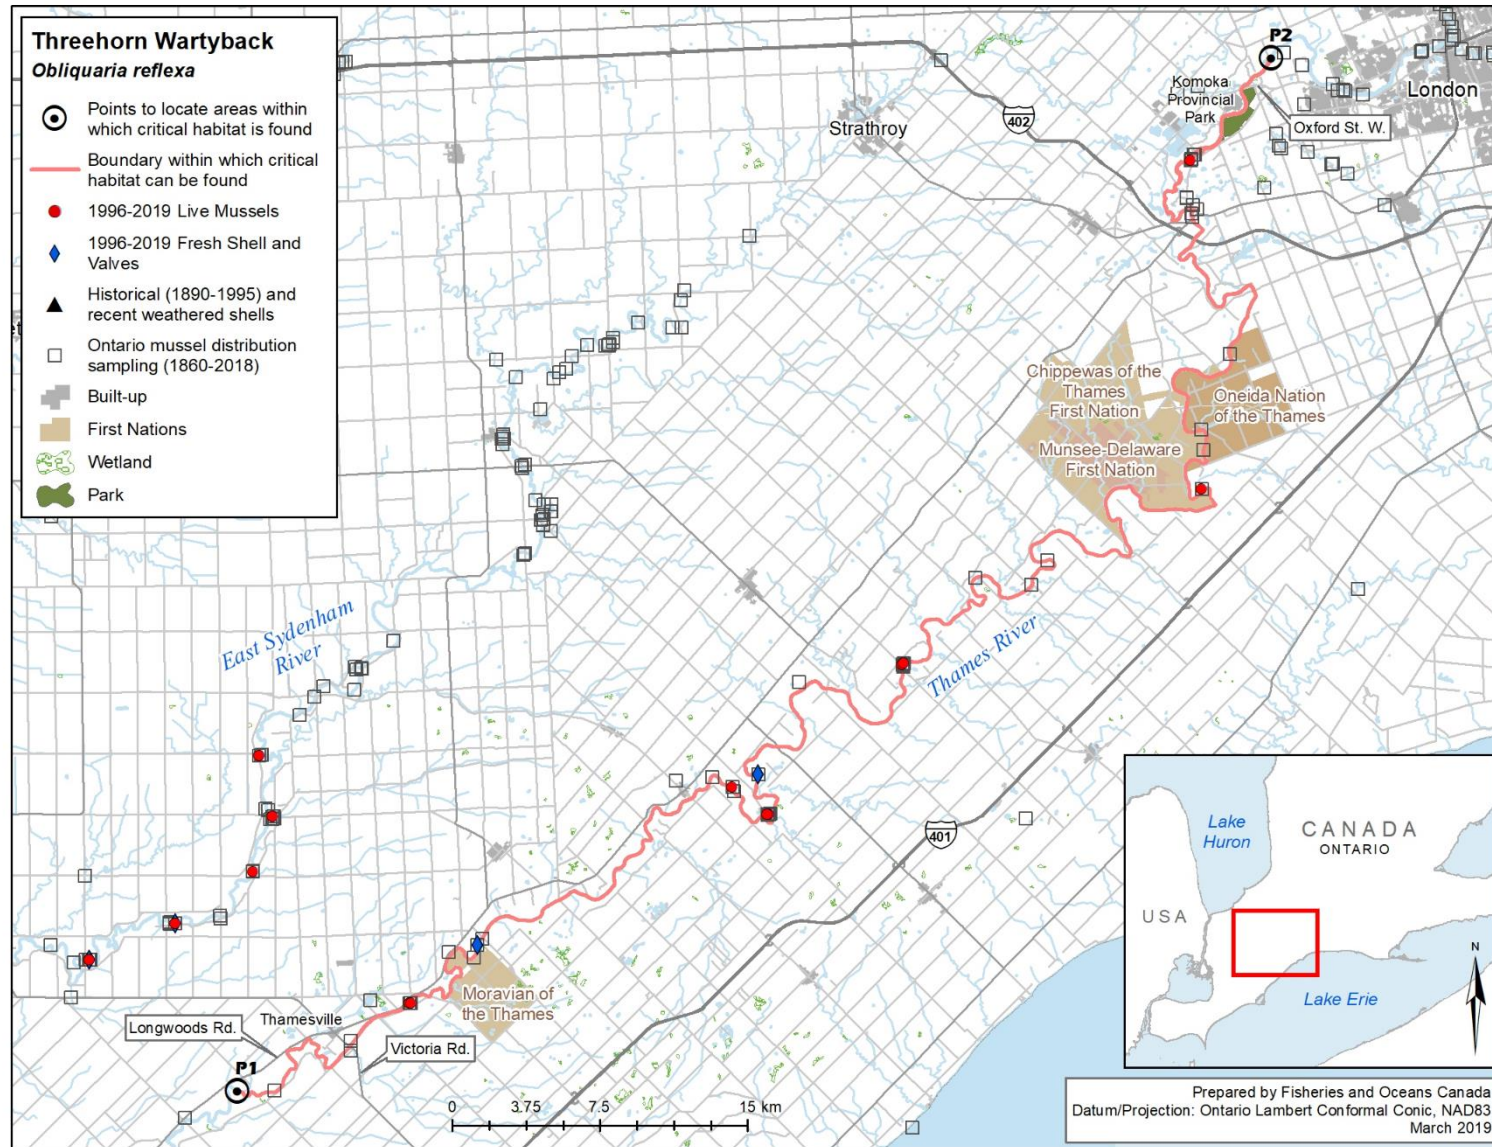 Threehorn Wartyback
Obliquaria reflexa
Points to locate areas within
which critical habitat is found
Boundary within which critical
habitat can be found
1996-2019 Live Mussels
1996-2019 Fresh Shell and
Valves
Historical (1890-1995) and
recent weathered shells
Ontario mussel distribution
sampling (1860-2018)
Built-up
First Nations
Wetland
Park
P2
Komoka
Provincial
Park
London
Oxford St. W.
Strathroy
402
Chippewas of the
Thames
First Nation
Oneida Nation
of the Thames
Munsee-Delaware
First Nation
East Sydenham
River
Thames River
401
Moravian of
the Thames
Longwoods Rd.
Thamesville
Victoria Rd.
P1
0 3.75 7.5 15 km
Lake
Huron
CANADA
ONTARIO
USA
Lake Erie
N
Prepared by Fisheries and Oceans Canada
Datum/Projection: Ontario Lambert Conformal Conic, NAD83
March 2019